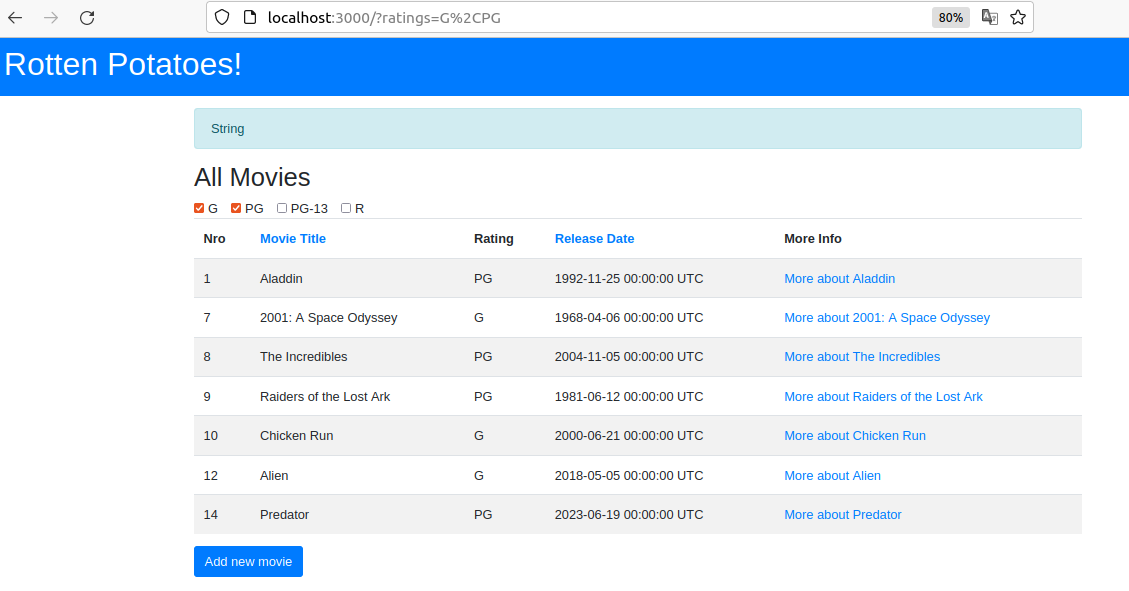 localhost:3000/?ratings=G%2CPG 80%
Rotten Potatoes!
String
All Movies
G PG PG-13 R
Nro Movie Title Rating Release Date More Info
1 Aladdin PG 1992-11-25 00:00:00 UTC More about Aladdin
7 2001: A Space Odyssey G 1968-04-06 00:00:00 UTC More about 2001: A Space Odyssey
8 The Incredibles PG 2004-11-05 00:00:00 UTC More about The Incredibles
9 Raiders of the Lost Ark PG 1981-06-12 00:00:00 UTC More about Raiders of the Lost Ark
10 Chicken Run G 2000-06-21 00:00:00 UTC More about Chicken Run
12 Alien G 2018-05-05 00:00:00 UTC More about Alien
14 Predator PG 2023-06-19 00:00:00 UTC More about Predator
Add new movie